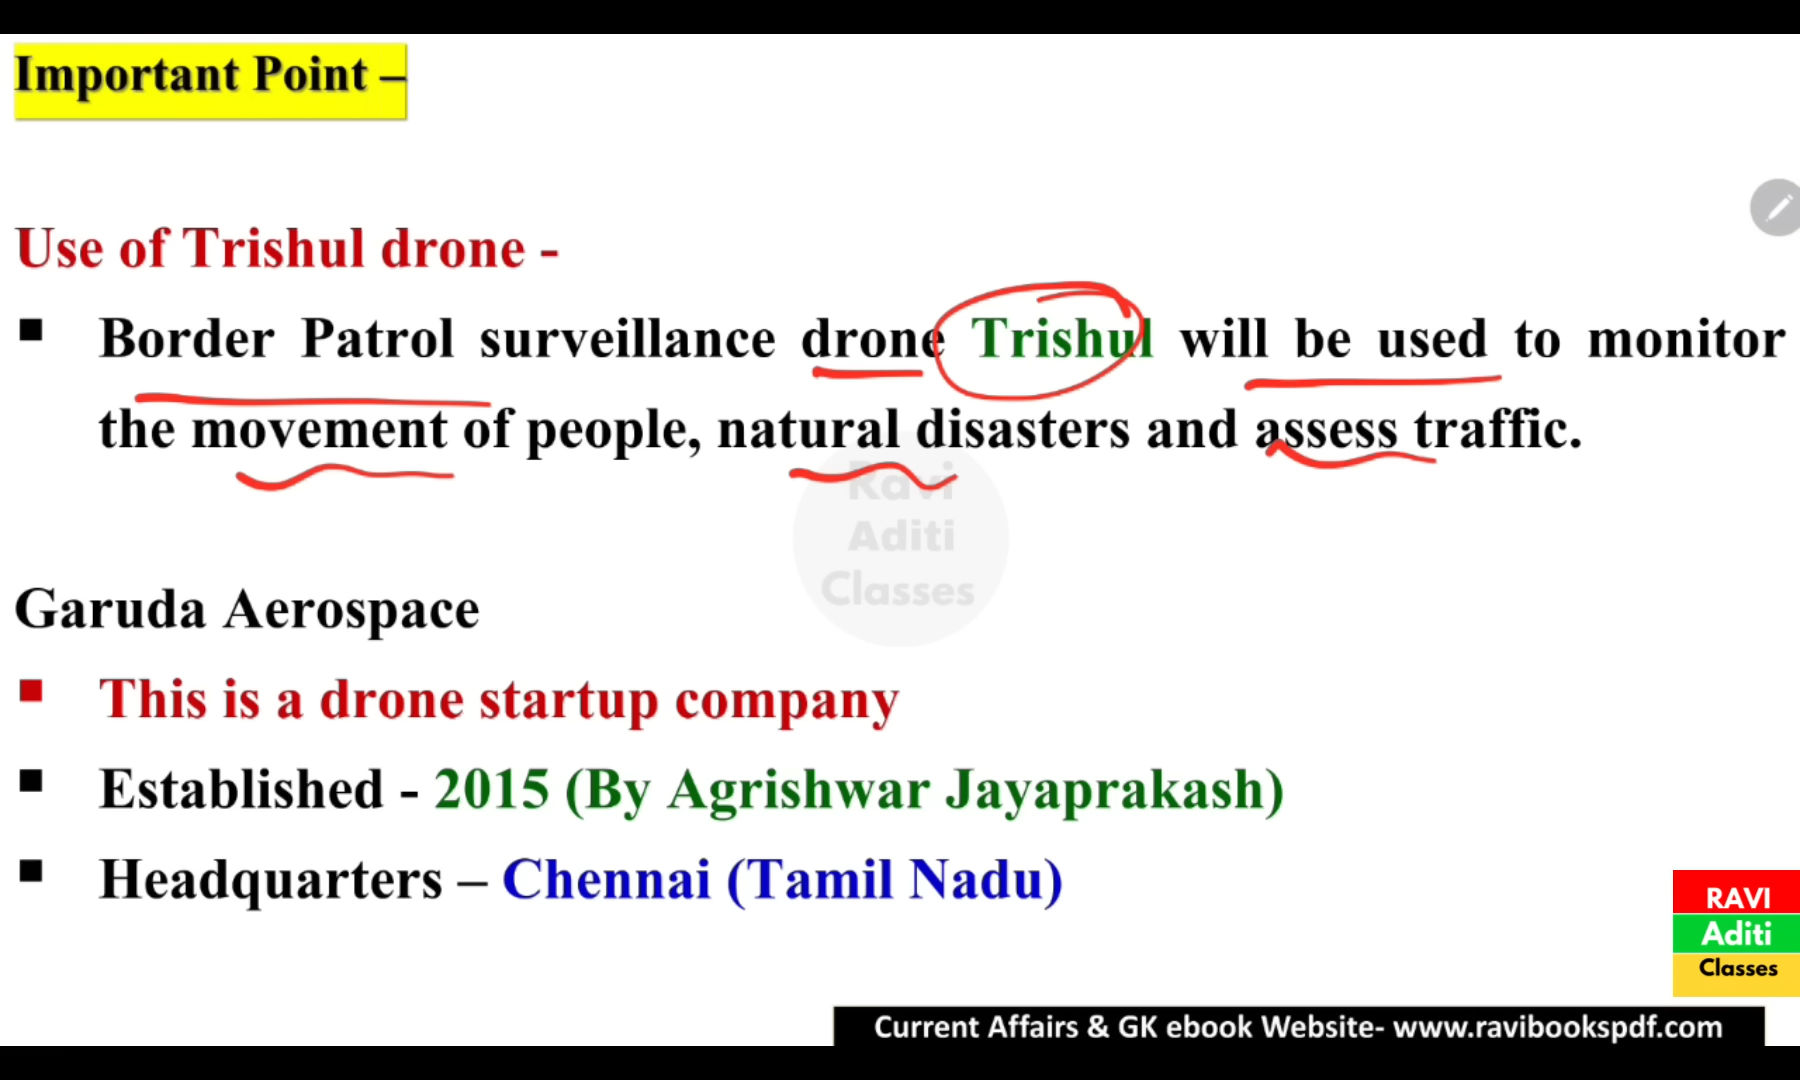 Important Point –
Use of Trishul drone -
▪ Border Patrol surveillance drone Trishul will be used to monitor
the movement of people, natural disasters and assess traffic.
Ravi
Aditi
Classes
Garuda Aerospace
▪ This is a drone startup company
▪ Established - 2015 (By Agrishwar Jayaprakash)
▪ Headquarters – Chennai (Tamil Nadu)
RAVI
Aditi
Classes
Current Affairs & GK ebook Website- www.ravibookspdf.com